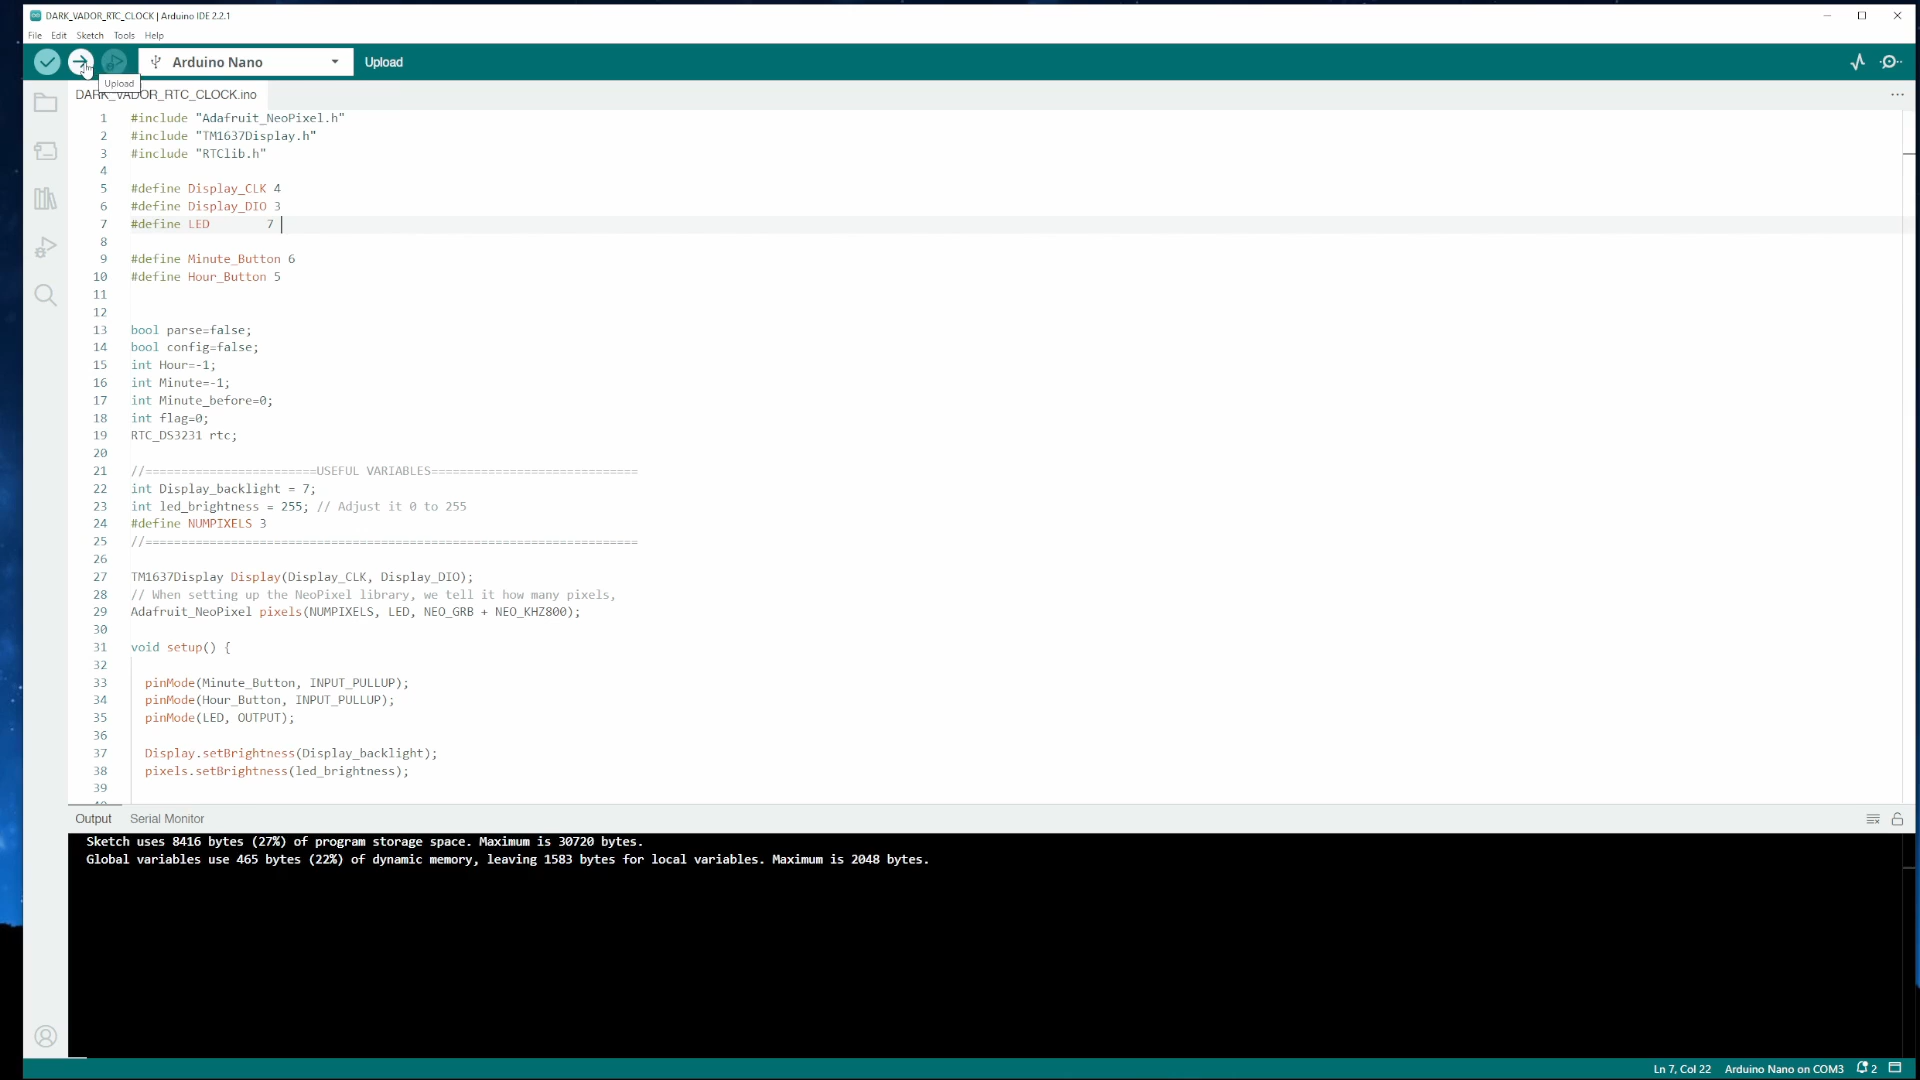 DARK_VADOR_RTC_CLOCK | Arduino IDE 2.2.1
File Edit Sketch Tools Help
Arduino Nano
Upload
Upload
DARK_VADOR_RTC_CLOCK.ino
1 #include "Adafruit_NeoPixel.h"
2 #include "TM1637Display.h"
3 #include "RTClib.h"
4
5 #define Display_CLK 4
6 #define Display_DIO 3
7 #define LED 7
8
9 #define Minute_Button 6
10 #define Hour_Button 5
11
12
13 bool parse=false;
14 bool config=false;
15 int Hour=-1;
16 int Minute=-1;
17 int Minute_before=0;
18 int flag=0;
19 RTC_DS3231 rtc;
20
21 //========================USEFUL VARIABLES=============================
22 int Display_backlight = 7;
23 int led_brightness = 255; // Adjust it 0 to 255
24 #define NUMPIXELS 3
25 //=====================================================================
26
27 TM1637Display Display(Display_CLK, Display_DIO);
28 // When setting up the NeoPixel library, we tell it how many pixels,
29 Adafruit_NeoPixel pixels(NUMPIXELS, LED, NEO_GRB + NEO_KHZ800);
30
31 void setup() {
32
33 pinMode(Minute_Button, INPUT_PULLUP);
34 pinMode(Hour_Button, INPUT_PULLUP);
35 pinMode(LED, OUTPUT);
36
37 Display.setBrightness(Display_backlight);
38 pixels.setBrightness(led_brightness);
39
Output Serial Monitor
Sketch uses 8416 bytes (27%) of program storage space. Maximum is 30720 bytes.
Global variables use 465 bytes (22%) of dynamic memory, leaving 1583 bytes for local variables. Maximum is 2048 bytes.
Ln 7, Col 22 Arduino Nano on COM3 2